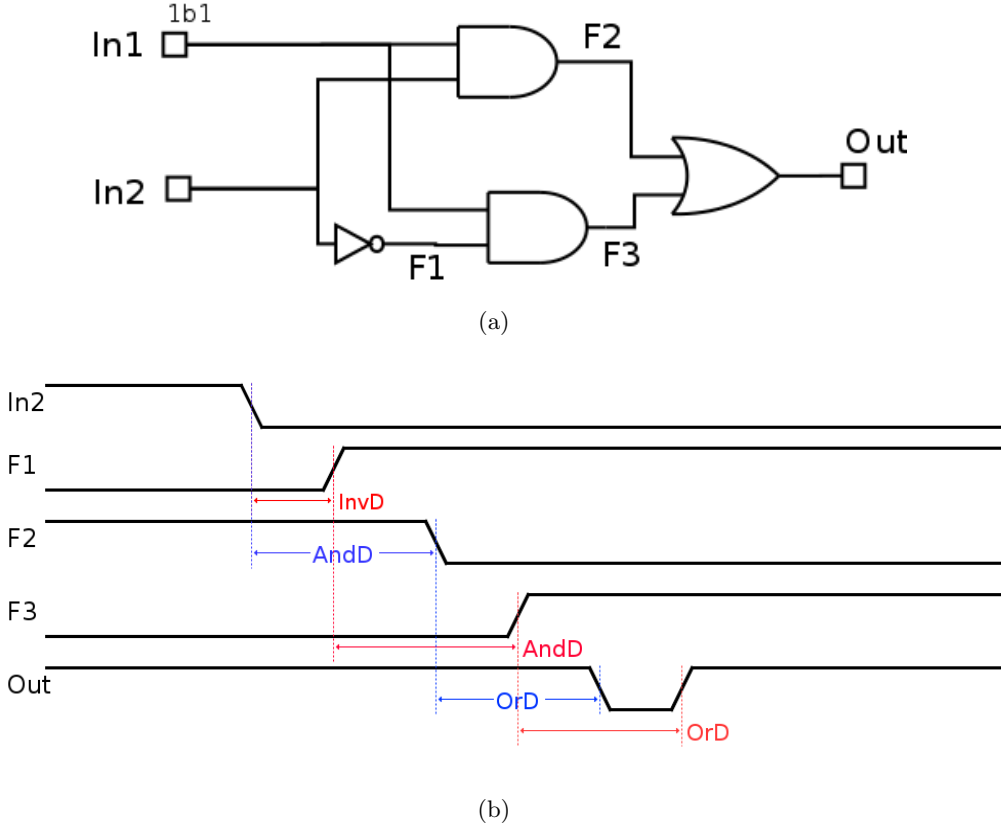 1b1
In1
F2
Out
In2
F1
F3
(a)
In2
F1
InvD
F2
AndD
F3
AndD
Out
OrD
OrD
(b)